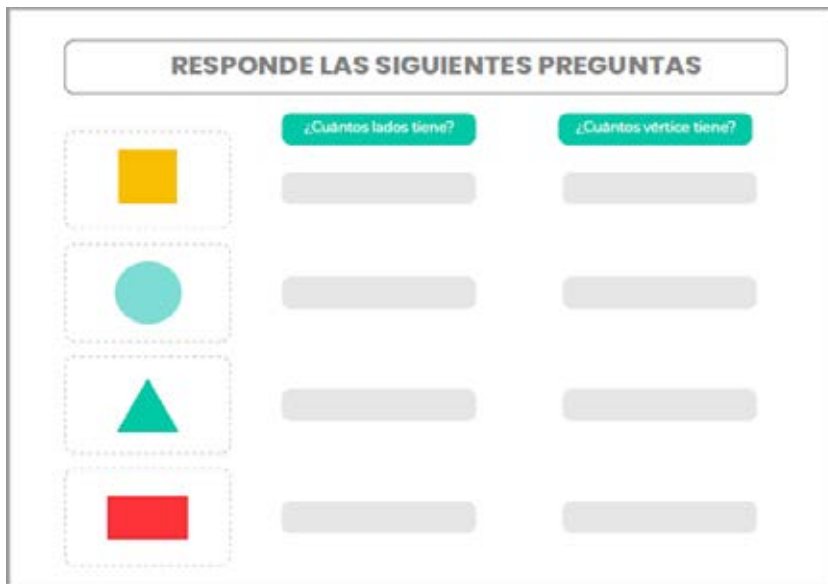 RESPONDE LAS SIGUIENTES PREGUNTAS
¿Cuántos lados tiene?
¿Cuántos vértice tiene?